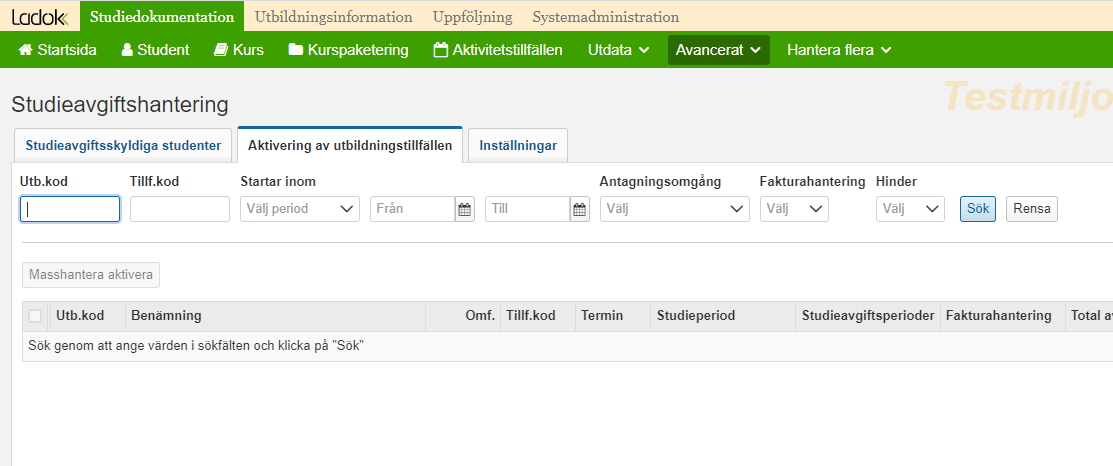 Ladok Studiedokumentation Utbildningsinformation Uppföljning Systemadministration
Startsida Student Kurs Kurspaketering Aktivitetstillfällen Utdata Avancerat Hantera flera
Testmiljö
Studieavgiftshantering
Studieavgiftsskyldiga studenter Aktivering av utbildningstillfällen Inställningar
Utb.kod Tillf.kod Startar inom Antagningsomgång Fakturahantering Hinder
Välj period Från Till Välj Välj Välj Sök Rensa
Masshantera aktivera
Utb.kod Benämning Omf. Tillf.kod Termin Studieperiod Studieavgiftsperioder Fakturahantering Total
Sök genom att ange värden i sökfälten och klicka på "Sök"